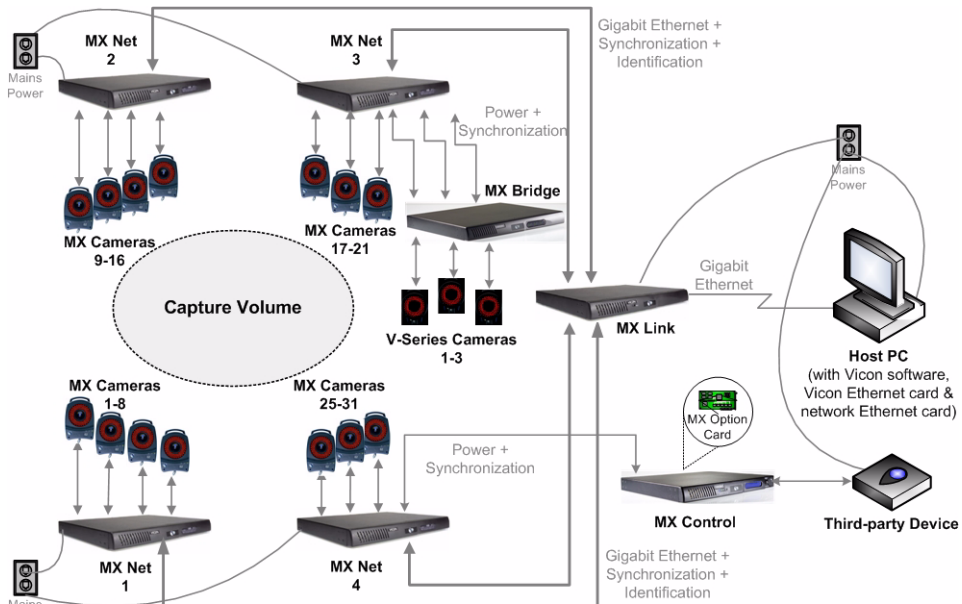 MX Net
2
Mains
Power
MX Net
3
Gigabit Ethernet +
Synchronization +
Identification
Power +
Synchronization
Mains
Power
MX Bridge
MX Cameras
9-16
MX Cameras
17-21
Capture Volume
V-Series Cameras
1-3
Gigabit
Ethernet
MX Link
Host PC
(with Vicon software,
Vicon Ethernet card &
network Ethernet card)
MX Cameras
1-8
MX Cameras
25-31
MX Option
Card
Power +
Synchronization
MX Control
Third-party Device
MX Net
1
MX Net
4
Gigabit Ethernet +
Synchronization +
Identification
Mains